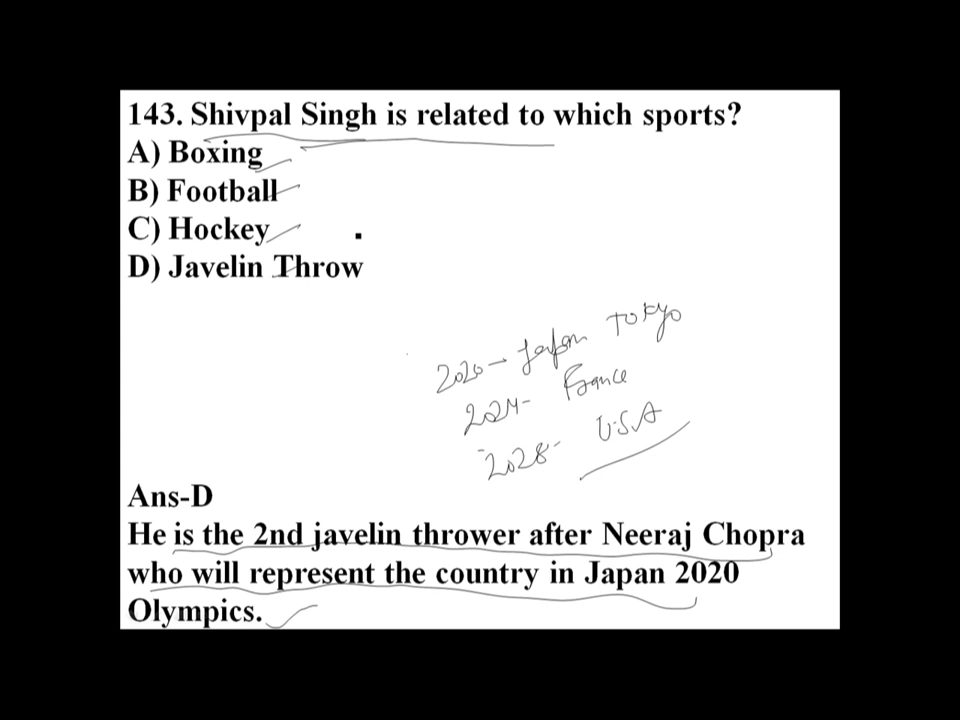 143. Shivpal Singh is related to which sports?
A) Boxing
B) Football
C) Hockey
D) Javelin Throw
2020- Japan Tokyo
2024- France
2028- U.S.A
Ans-D
He is the 2nd javelin thrower after Neeraj Chopra
who will represent the country in Japan 2020
Olympics.